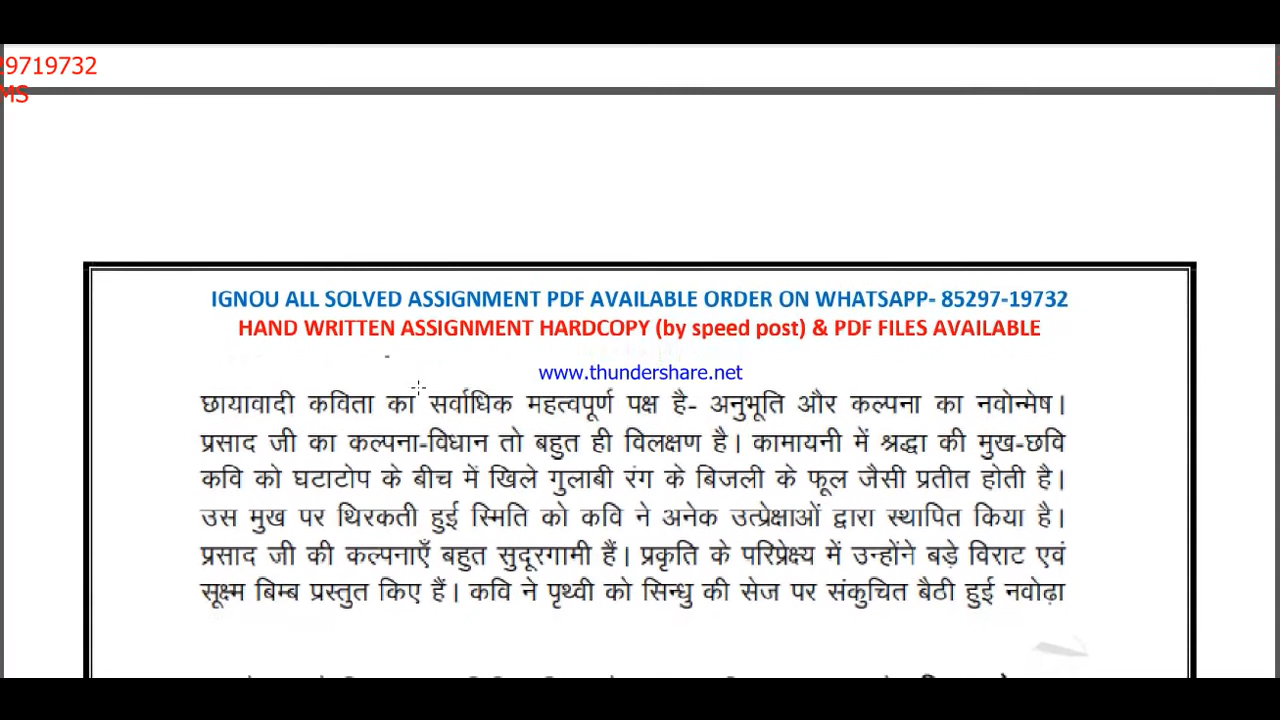 29719732
MS
IGNOU ALL SOLVED ASSIGNMENT PDF AVAILABLE ORDER ON WHATSAPP- 85297-19732
HAND WRITTEN ASSIGNMENT HARDCOPY (by speed post) & PDF FILES AVAILABLE
www.thundershare.net
छायावादी कविता का सर्वाधिक महत्वपूर्ण पक्ष है- अनुभूति और कल्पना का नवोन्मेष।
प्रसाद जी का कल्पना-विधान तो बहुत ही विलक्षण है। कामायनी में श्रद्धा की मुख-छवि
कवि को घटाटोप के बीच में खिले गुलाबी रंग के बिजली के फूल जैसी प्रतीत होती है।
उस मुख पर थिरकती हुई स्मिति को कवि ने अनेक उत्प्रेक्षाओं द्वारा स्थापित किया है।
प्रसाद जी की कल्पनाएँ बहुत सुदूरगामी हैं। प्रकृति के परिप्रेक्ष्य में उन्होंने बड़े विराट एवं
सूक्ष्म बिम्ब प्रस्तुत किए हैं। कवि ने पृथ्वी को सिन्धु की सेज पर संकुचित बैठी हुई नवोढ़ा